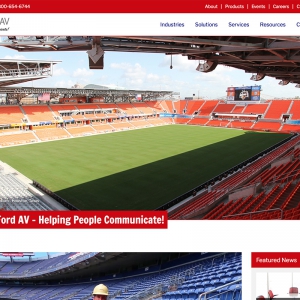 800-654-6744
About | Products | Events | Careers | C
AV
Industries Solutions Services Resources C
Ford AV - Helping People Communicate!
Featured News